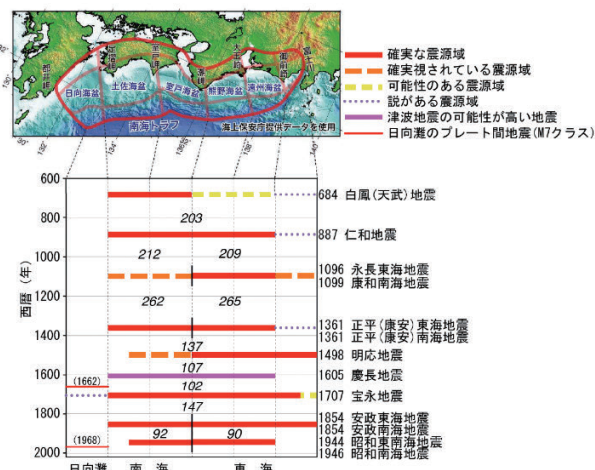 都井岬
足摺岬
室戸岬
潮岬
大王崎
御前崎
富士川
日向海盆
土佐海盆
室戸海盆
熊野海盆
遠州海盆
南海トラフ
海上保安庁提供データを使用
132°
134°
136°
138°
140°
確実な震源域
確実視されている震源域
可能性のある震源域
説がある震源域
津波地震の可能性が高い地震
日向灘のプレート間地震(M7クラス)
西暦(年)
600
800
1000
1200
1400
1600
1800
2000
684 白鳳(天武)地震
203
887 仁和地震
212 209
1096 永長東海地震
1099 康和南海地震
262 265
1361 正平(康安)東海地震
1361 正平(康安)南海地震
137
1498 明応地震
107
1605 慶長地震
(1662)
102
1707 宝永地震
147
1854 安政東海地震
1854 安政南海地震
92 90
1944 昭和東南海地震
(1968)
1946 昭和南海地震
日向灘 南海 東海